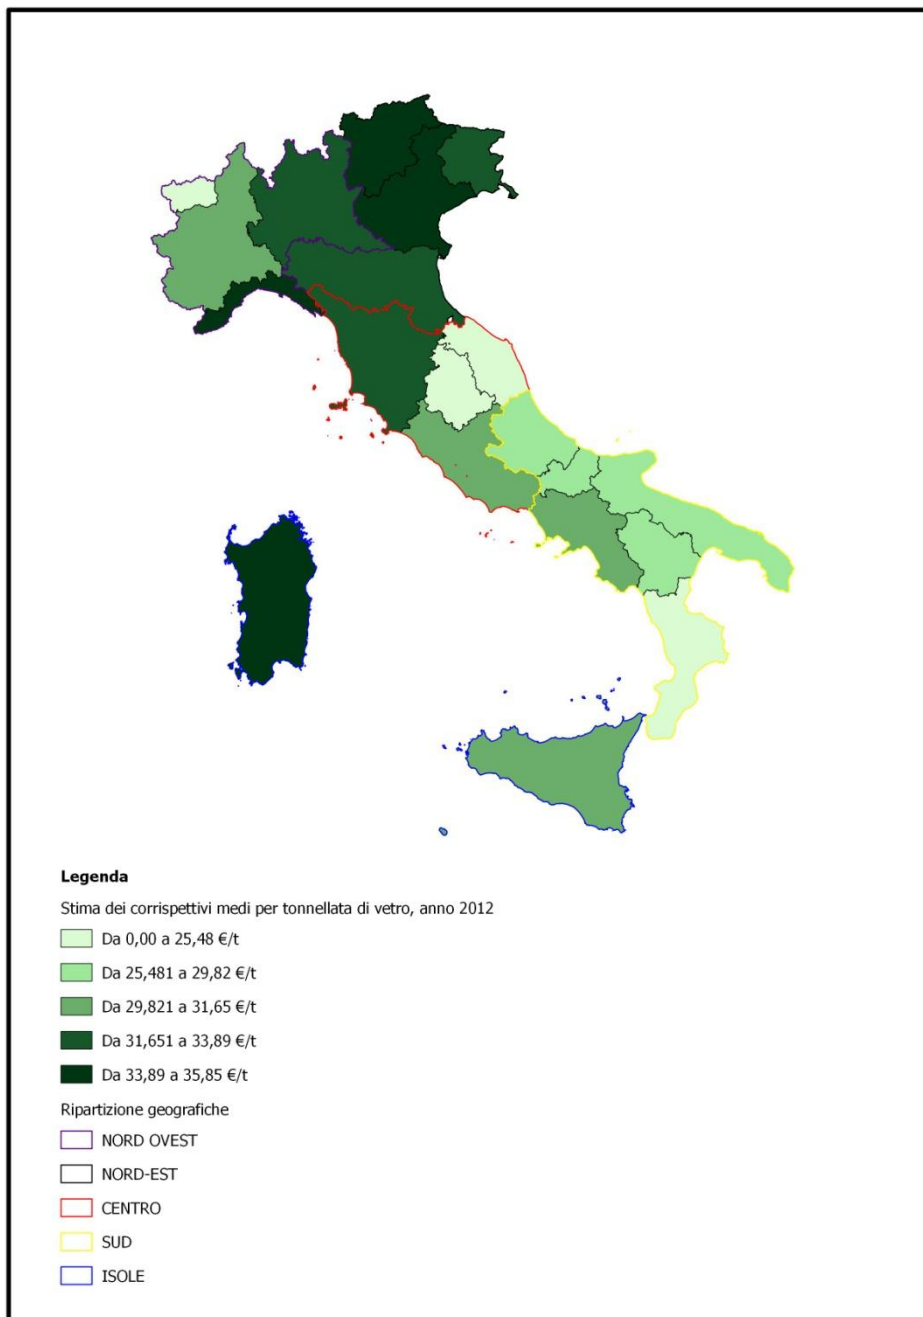 Legenda
Stima dei corrispettivi medi per tonnellata di vetro, anno 2012
Da 0,00 a 25,48 €/t
Da 25,481 a 29,82 €/t
Da 29,821 a 31,65 €/t
Da 31,651 a 33,89 €/t
Da 33,89 a 35,85 €/t
Ripartizione geografiche
NORD OVEST
NORD-EST
CENTRO
SUD
ISOLE